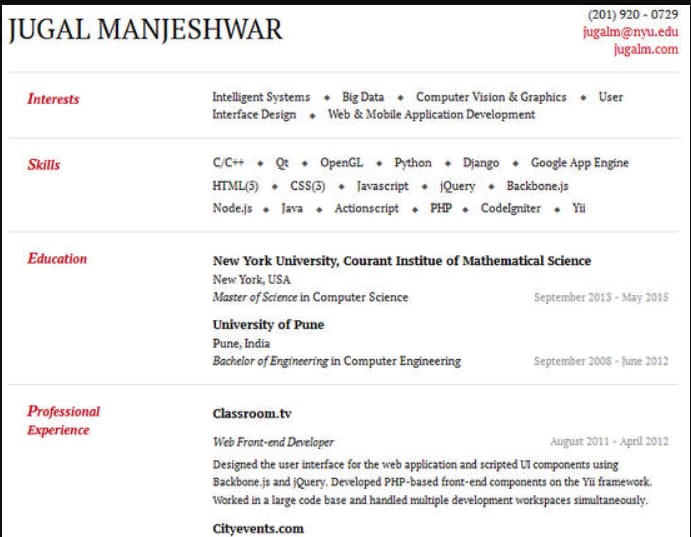 JUGAL MANJESHWAR
(201) 920 - 0729
jugalm@nyu.edu
jugalm.com
Interests
Intelligent Systems ◆ Big Data ◆ Computer Vision & Graphics ◆ User
Interface Design ◆ Web & Mobile Application Development
Skills
C/C++ ◆ Qt ◆ OpenGL ◆ Python ◆ Django ◆ Google App Engine
HTML(5) ◆ CSS(3) ◆ Javascript ◆ jQuery ◆ Backbone.js
Node.js ◆ Java ◆ Actionscript ◆ PHP ◆ CodeIgniter ◆ Yii
Education
New York University, Courant Institue of Mathematical Science
New York, USA
Master of Science in Computer Science September 2013 - May 2015
University of Pune
Pune, India
Bachelor of Engineering in Computer Engineering September 2008 - June 2012
Professional
Experience
Classroom.tv
Web Front-end Developer August 2011 - April 2012
Designed the user interface for the web application and scripted UI components using
Backbone.js and jQuery. Developed PHP-based front-end components on the Yii framework.
Worked in a large code base and handled multiple development workspaces simultaneously.
Cityevents.com